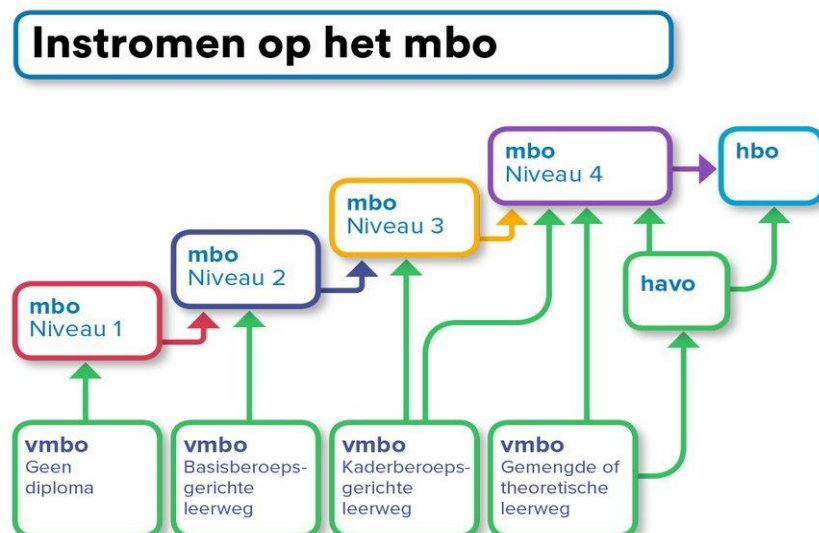 Instromen op het mbo
mbo
Niveau 4
hbo
mbo
Niveau 3
mbo
Niveau 2
havo
mbo
Niveau 1
vmbo
Geen
diploma
vmbo
Basisberoeps-
gerichte
leerweg
vmbo
Kaderberoeps-
gerichte
leerweg
vmbo
Gemengde of
theoretische
leerweg